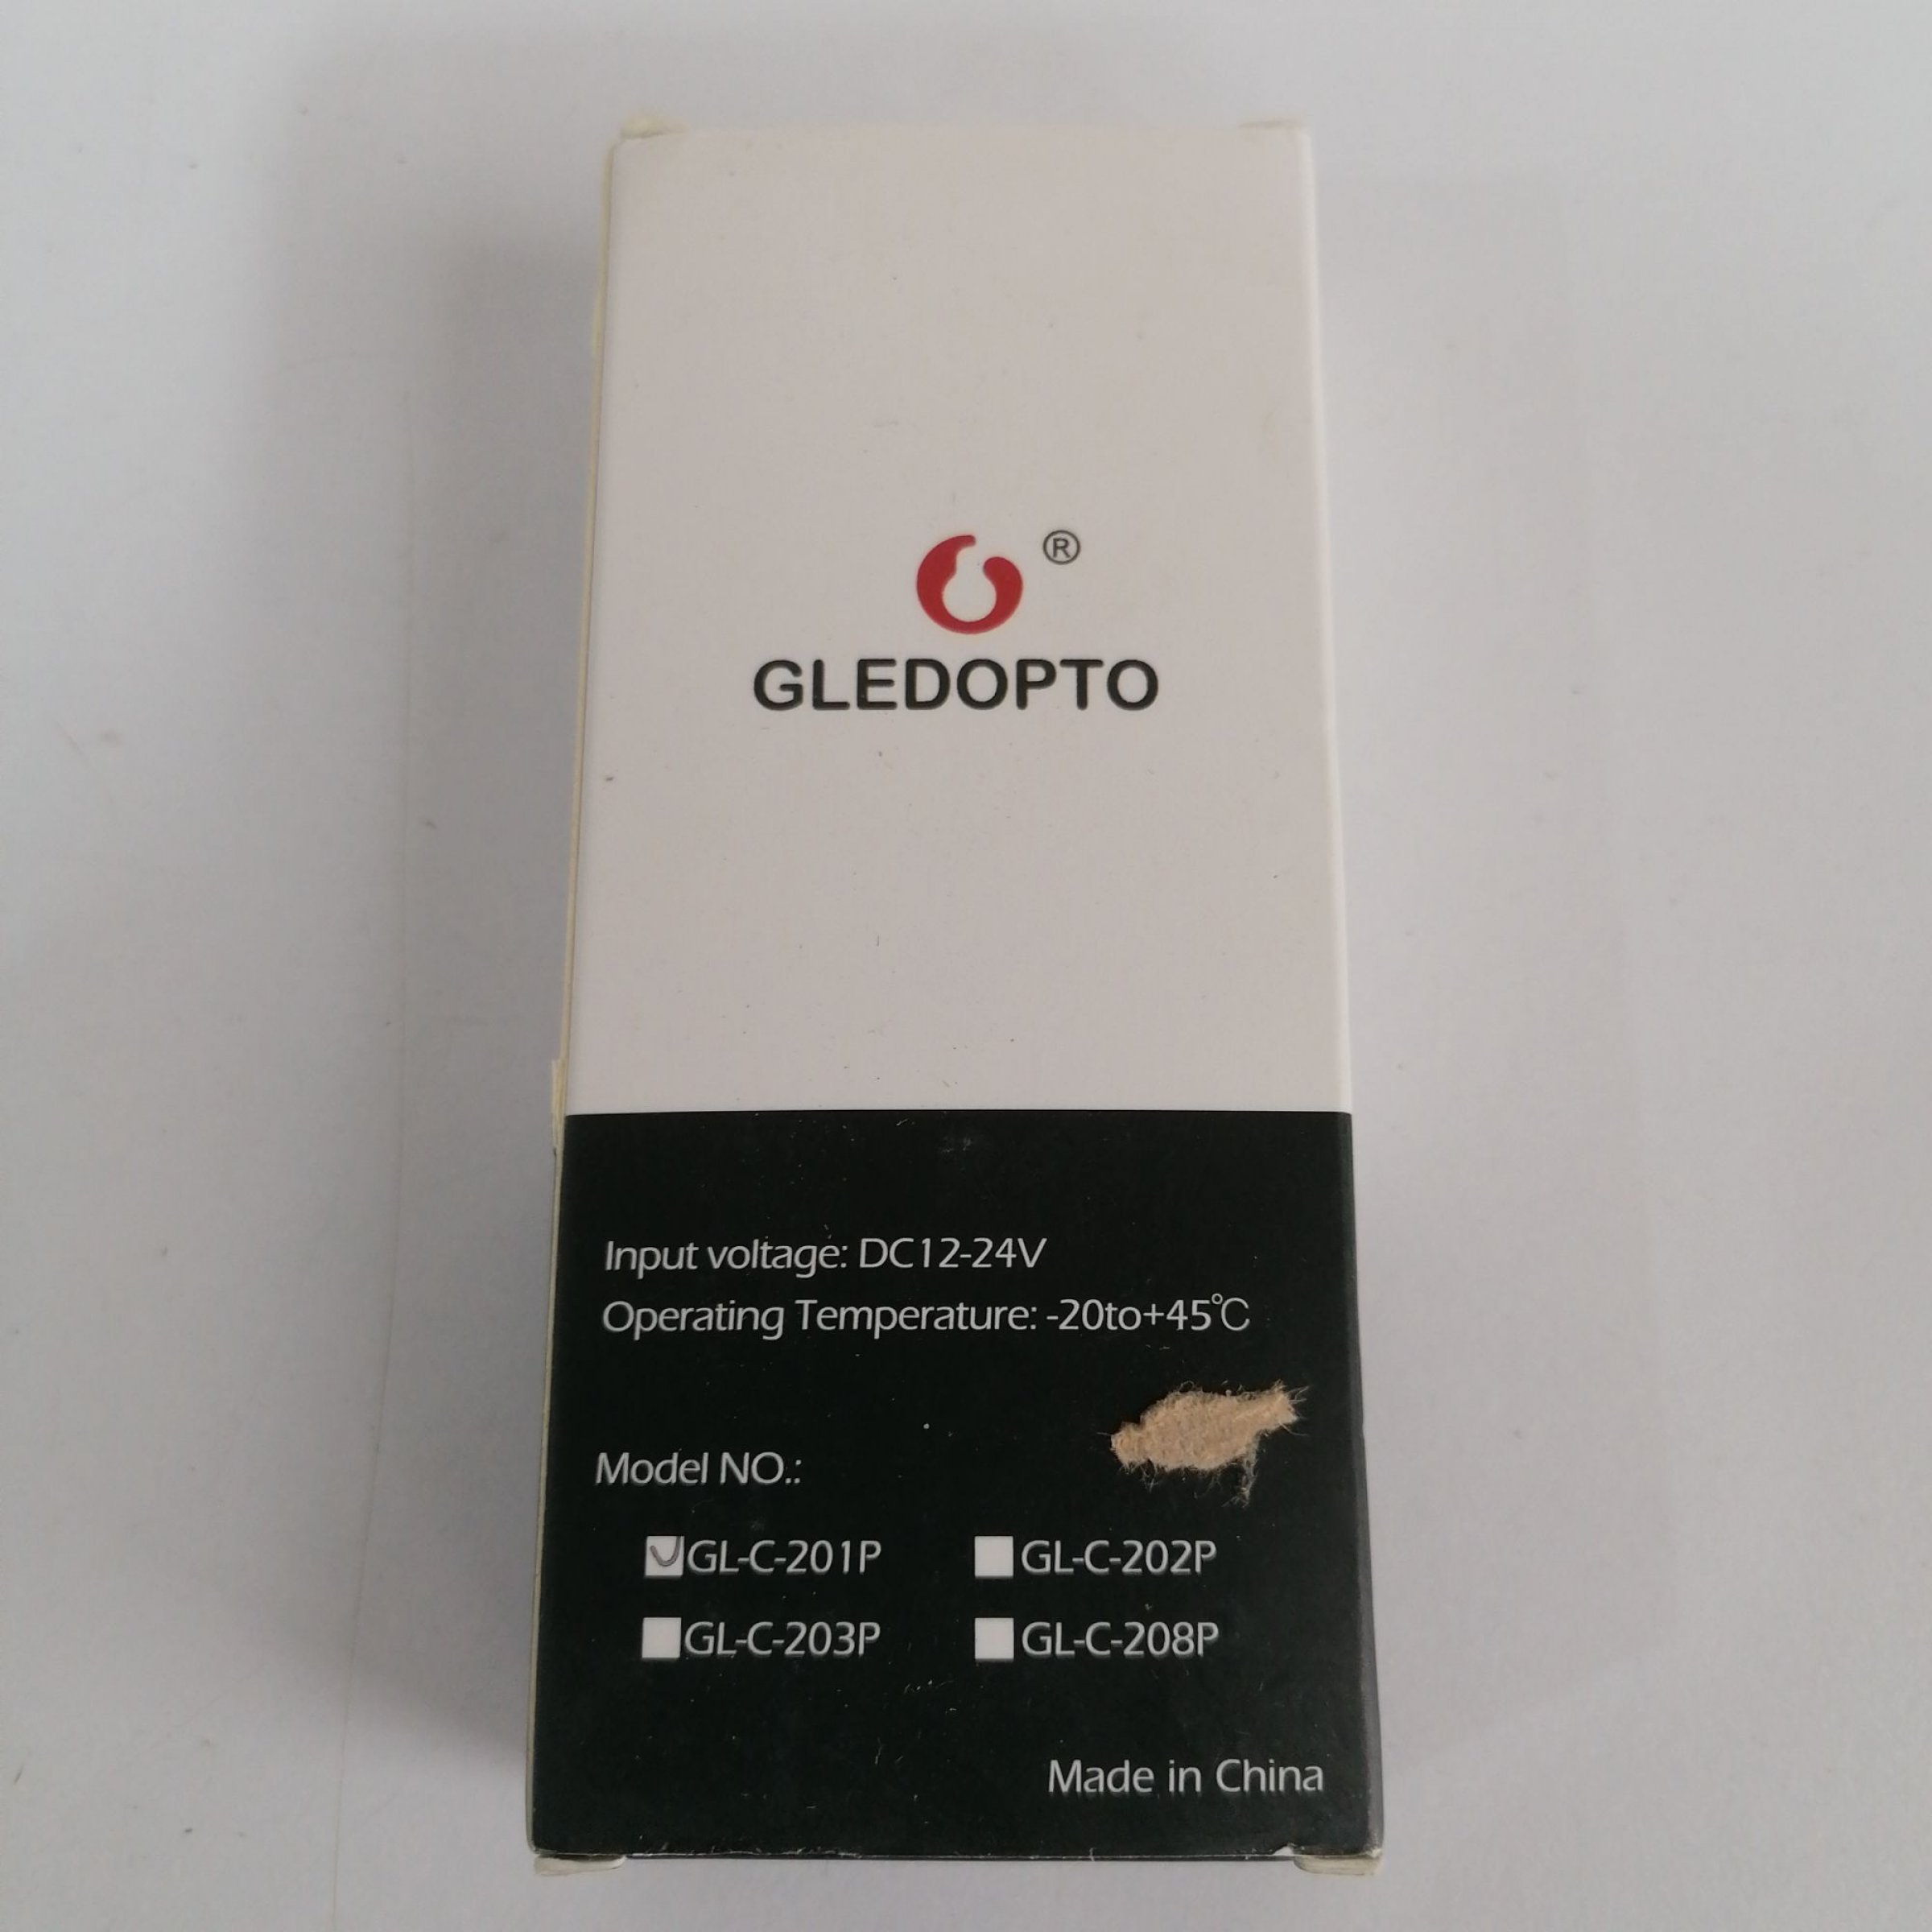 ®
GLEDOPTO
Input voltage: DC12-24V
Operating Temperature: -20to+45℃
Model NO.:
GL-C-201P GL-C-202P
GL-C-203P GL-C-208P
Made in China